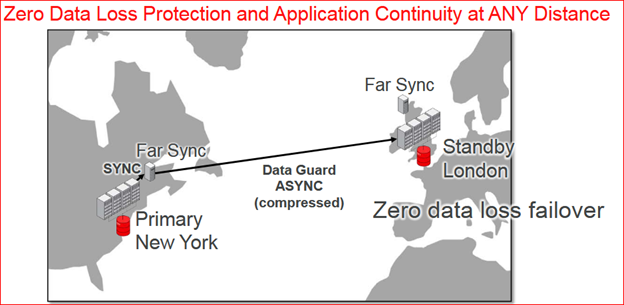 Zero Data Loss Protection and Application Continuity at ANY Distance
Far Sync
Far Sync
SYNC
Data Guard
ASYNC
(compressed)
Standby
London
Primary
New York
Zero data loss failover